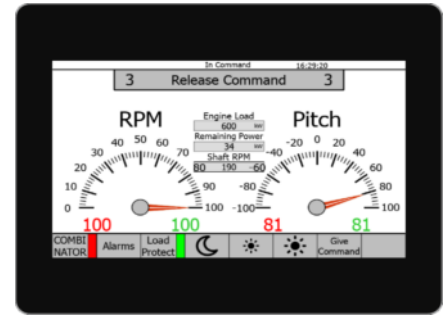 In Command 16:29:20
3 Release Command 3
RPM
Pitch
Engine Load
600 kW
Remaining Power
34 kW
Shaft RPM
80 190 -60
0 10 20 30 40 50 60 70 80 90 100
-100 -80 -60 -40 -20 0 20 40 60 80 100
100 100
81 81
COMBI
NATOR
Alarms
Load
Protect
Give
Command